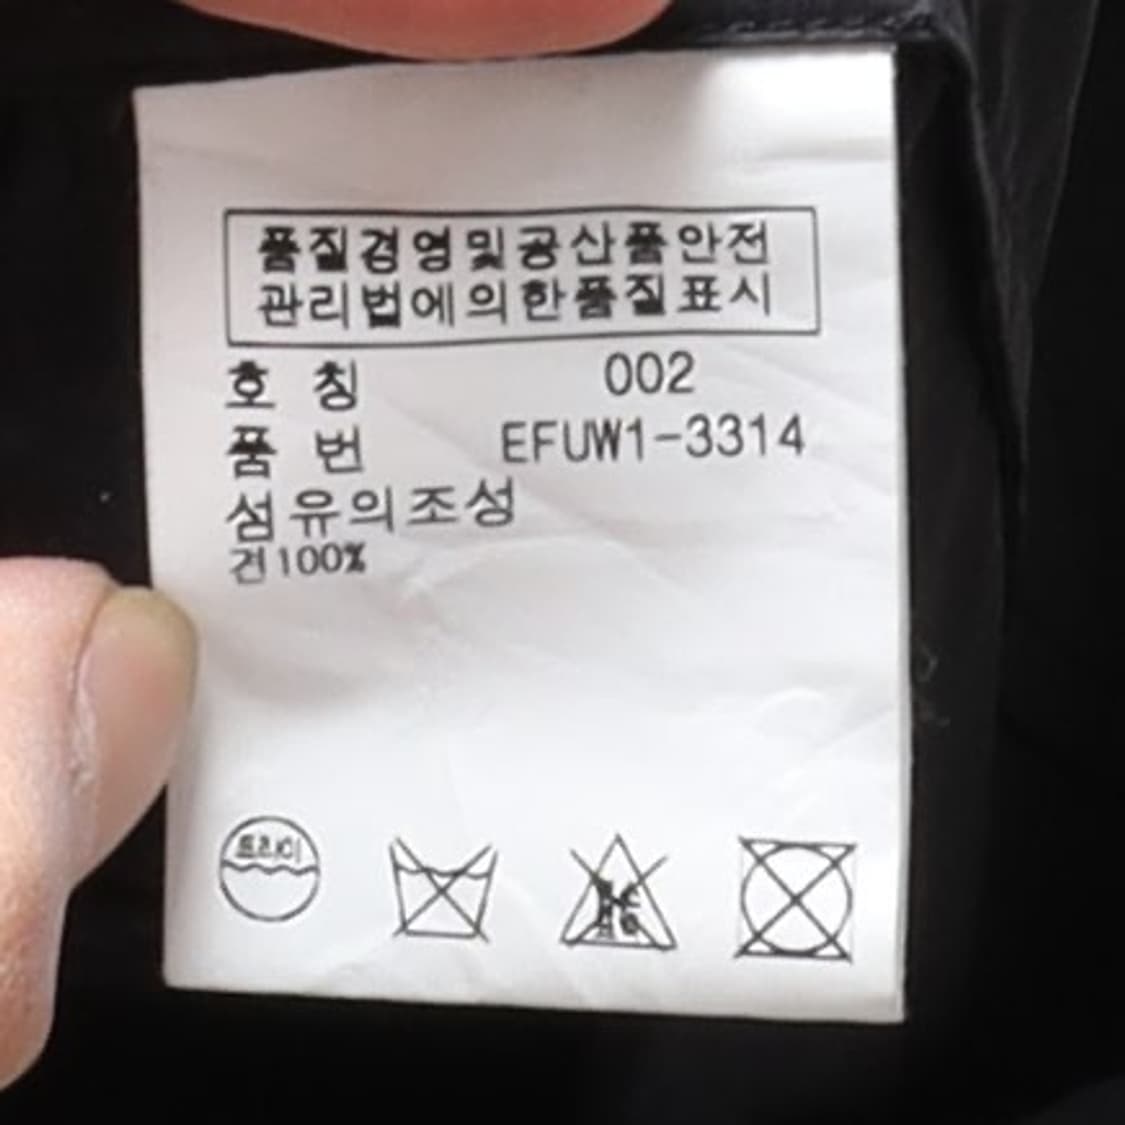 품질경영및공산품안전
관리법에의한품질표시
호 칭 002
품 번 EFUW1-3314
섬유의조성
견100%
드라이